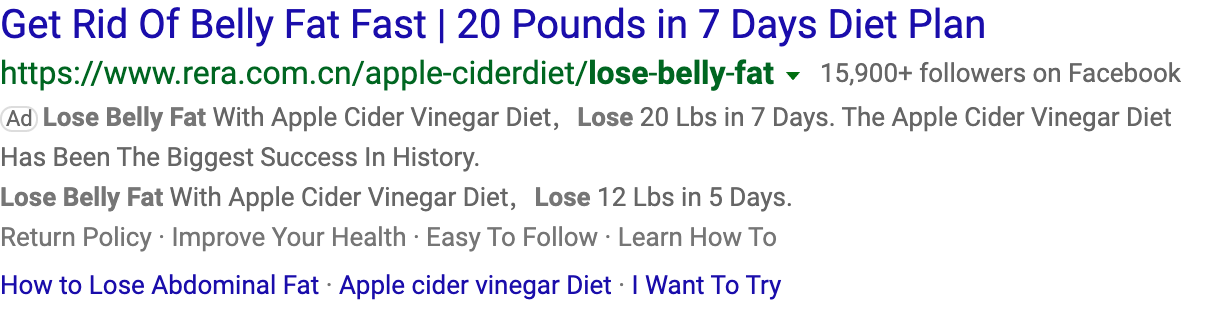 Get Rid Of Belly Fat Fast | 20 Pounds in 7 Days Diet Plan
https://www.rera.com.cn/apple-ciderdiet/lose-belly-fat 15,900+ followers on Facebook
Ad Lose Belly Fat With Apple Cider Vinegar Diet， Lose 20 Lbs in 7 Days. The Apple Cider Vinegar Diet
Has Been The Biggest Success In History.
Lose Belly Fat With Apple Cider Vinegar Diet， Lose 12 Lbs in 5 Days.
Return Policy · Improve Your Health · Easy To Follow · Learn How To
How to Lose Abdominal Fat · Apple cider vinegar Diet · I Want To Try